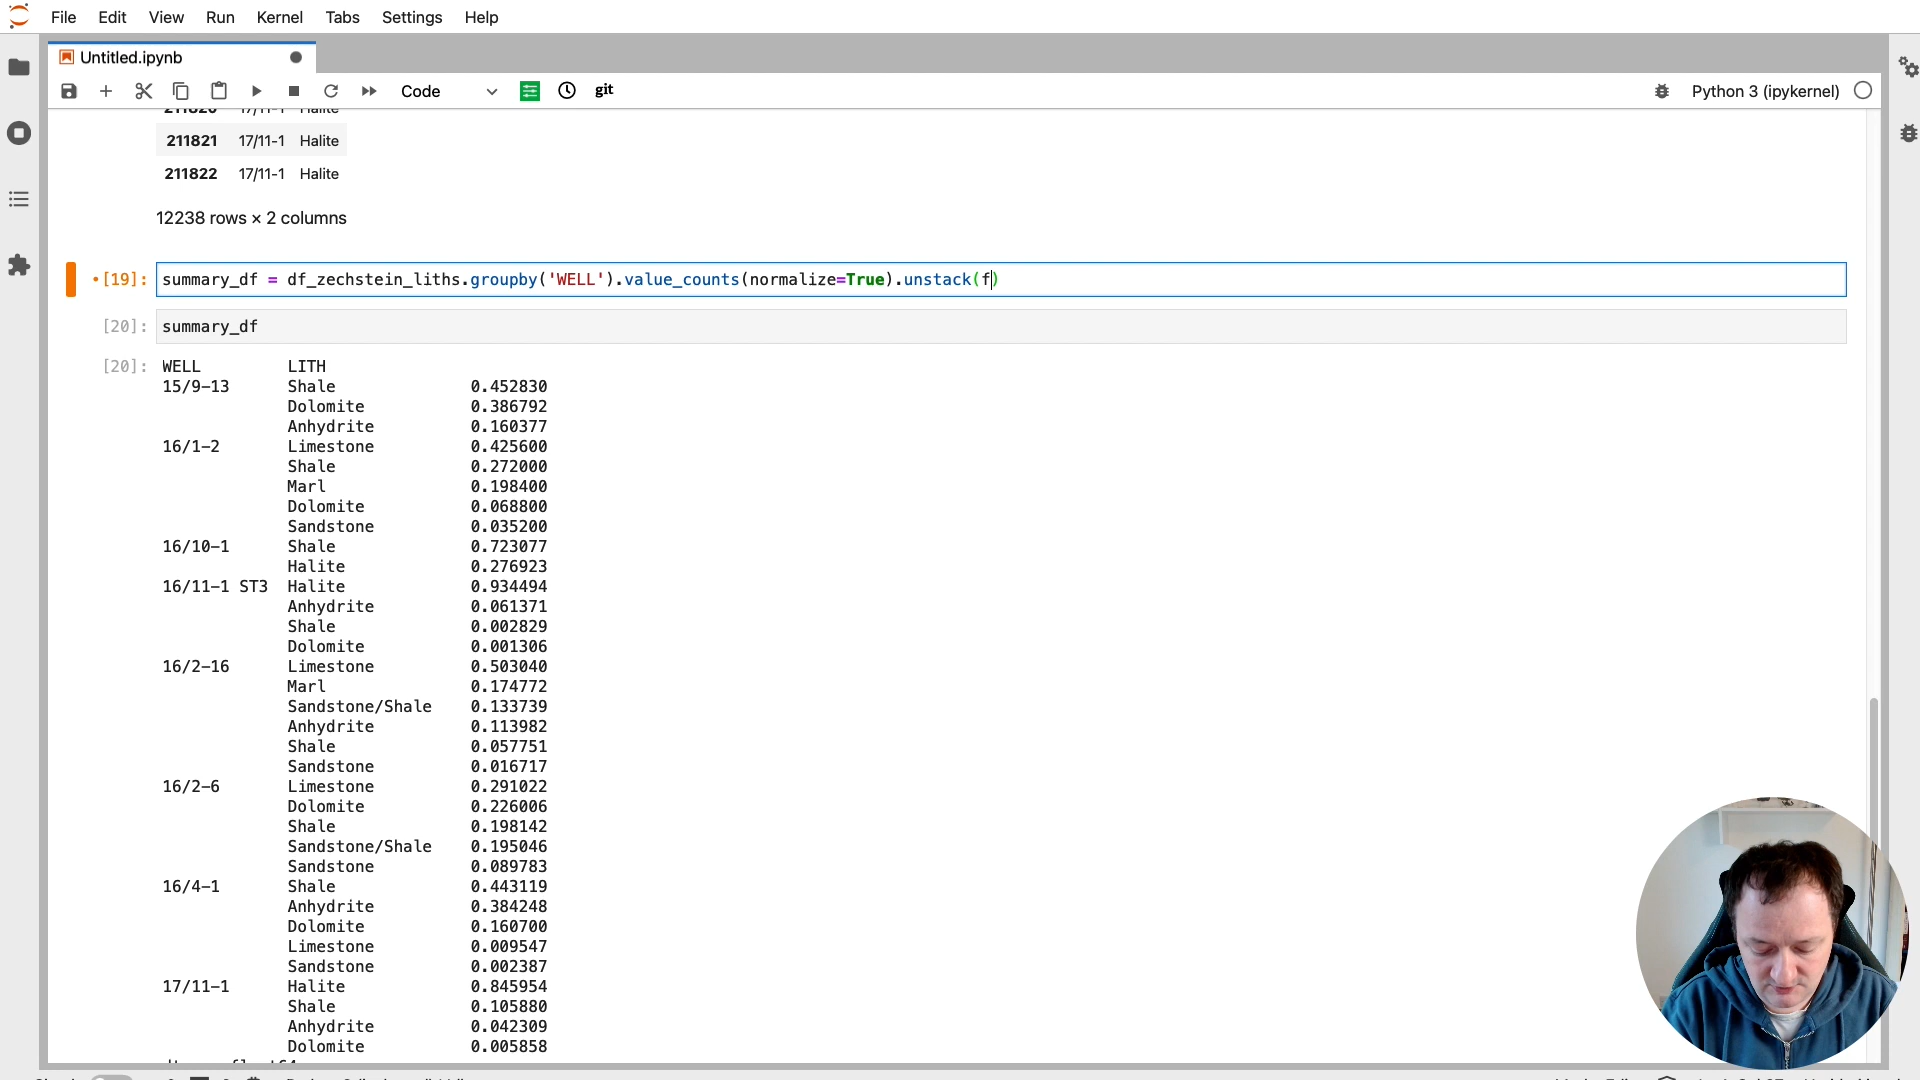 File Edit View Run Kernel Tabs Settings Help
Untitled.ipynb
Code git Python 3 (ipykernel)
211820 17/11-1 Halite
211821 17/11-1 Halite
211822 17/11-1 Halite
12238 rows × 2 columns
•[19]: summary_df = df_zechstein_liths.groupby('WELL').value_counts(normalize=True).unstack(f)
[20]: summary_df
[20]: WELL LITH
15/9-13 Shale 0.452830
Dolomite 0.386792
Anhydrite 0.160377
16/1-2 Limestone 0.425600
Shale 0.272000
Marl 0.198400
Dolomite 0.068800
Sandstone 0.035200
16/10-1 Shale 0.723077
Halite 0.276923
16/11-1 ST3 Halite 0.934494
Anhydrite 0.061371
Shale 0.002829
Dolomite 0.001306
16/2-16 Limestone 0.503040
Marl 0.174772
Sandstone/Shale 0.133739
Anhydrite 0.113982
Shale 0.057751
Sandstone 0.016717
16/2-6 Limestone 0.291022
Dolomite 0.226006
Shale 0.198142
Sandstone/Shale 0.195046
Sandstone 0.089783
16/4-1 Shale 0.443119
Anhydrite 0.384248
Dolomite 0.160700
Limestone 0.009547
Sandstone 0.002387
17/11-1 Halite 0.845954
Shale 0.105880
Anhydrite 0.042309
Dolomite 0.005858